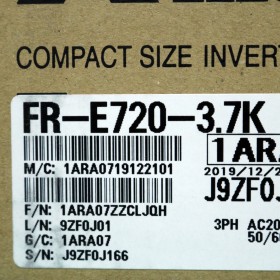 COMPACT SIZE INVERT
FR-E720-3.7K
1ARA
M/C: 1ARA0719122101
2019/12/2
J9ZF0J
F/N: 1ARA07ZZCLJQH
L/N: 9ZF0J01
3PH AC20
G/N: 1ARA07
50/6
S/N: J9ZF0J166